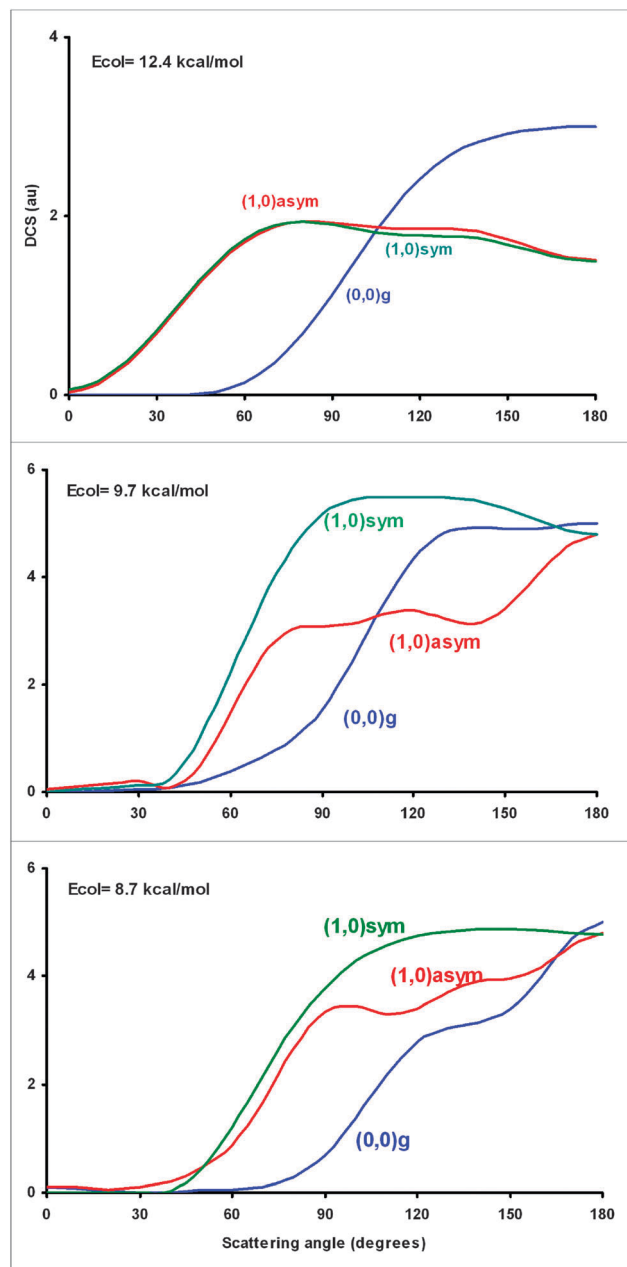 4
Ecol= 12.4 kcal/mol
(1,0)asym
2
DCS (au)
(1,0)sym
(0,0)g
0
0 30 60 90 120 150 180
6
Ecol= 9.7 kcal/mol
(1,0)sym
4
(1,0)asym
2
(0,0)g
0
0 30 60 90 120 150 180
6
Ecol= 8.7 kcal/mol
(1,0)sym
(1,0)asym
4
2
(0,0)g
0
0 30 60 90 120 150 180
Scattering angle (degrees)